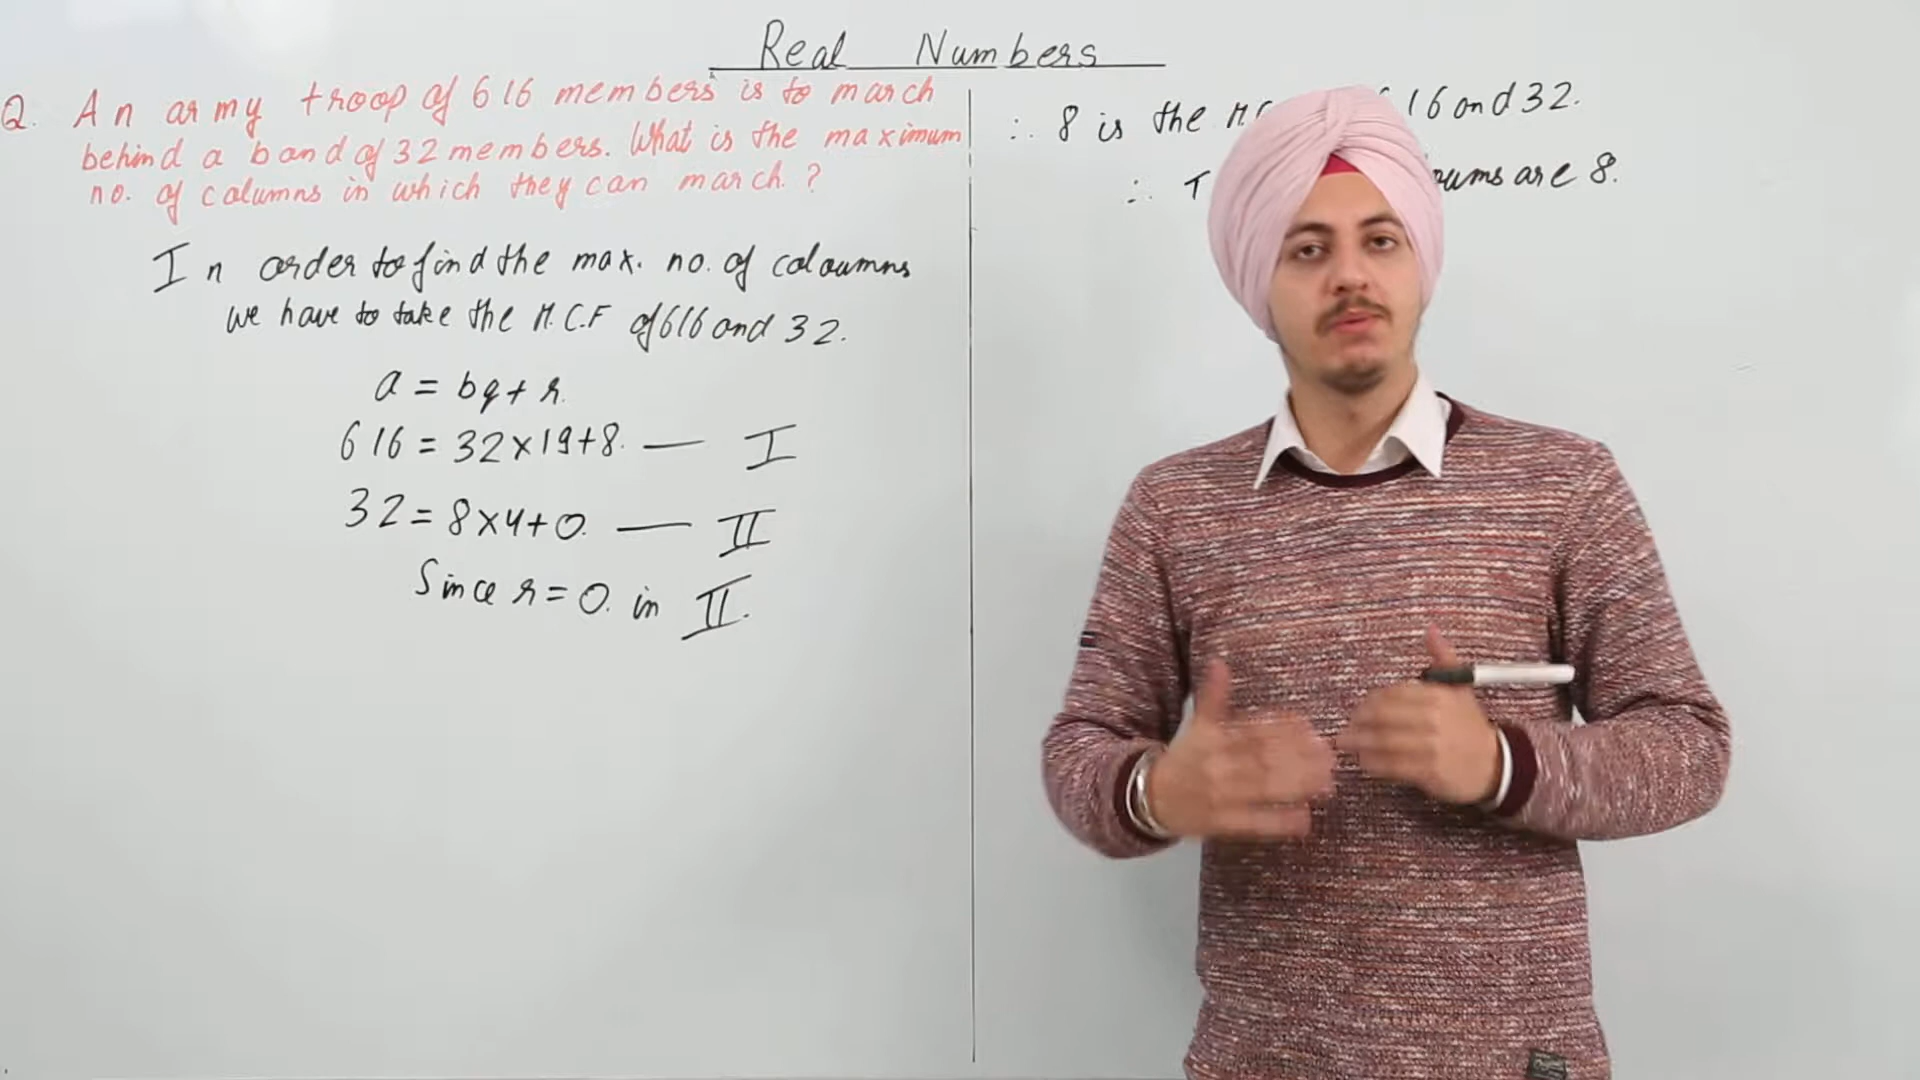 Real Numbers
Q. An army troop of 616 members is to march
behind a band of 32 members. What is the maximum
no. of columns in which they can march.?
In order to find the max. no. of coloumns
we have to take the H.C.F of 616 and 32.
a = bq + r.
616 = 32×19+8. — I
32 = 8×4+0. — II
Since r=0. in II.
∴ 8 is the 16 and 32.
∴ are 8.